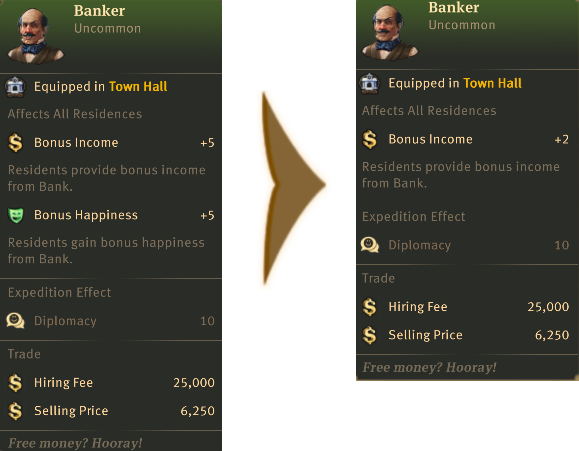 Banker
Uncommon
Equipped in Town Hall
Affects All Residences
Bonus Income +5
Residents provide bonus income
from Bank.
Bonus Happiness +5
Residents gain bonus happiness
from Bank.
Expedition Effect
Diplomacy 10
Trade
Hiring Fee 25,000
Selling Price 6,250
Free money? Hooray!
Banker
Uncommon
Equipped in Town Hall
Affects All Residences
Bonus Income +2
Residents provide bonus income
from Bank.
Expedition Effect
Diplomacy 10
Trade
Hiring Fee 25,000
Selling Price 6,250
Free money? Hooray!